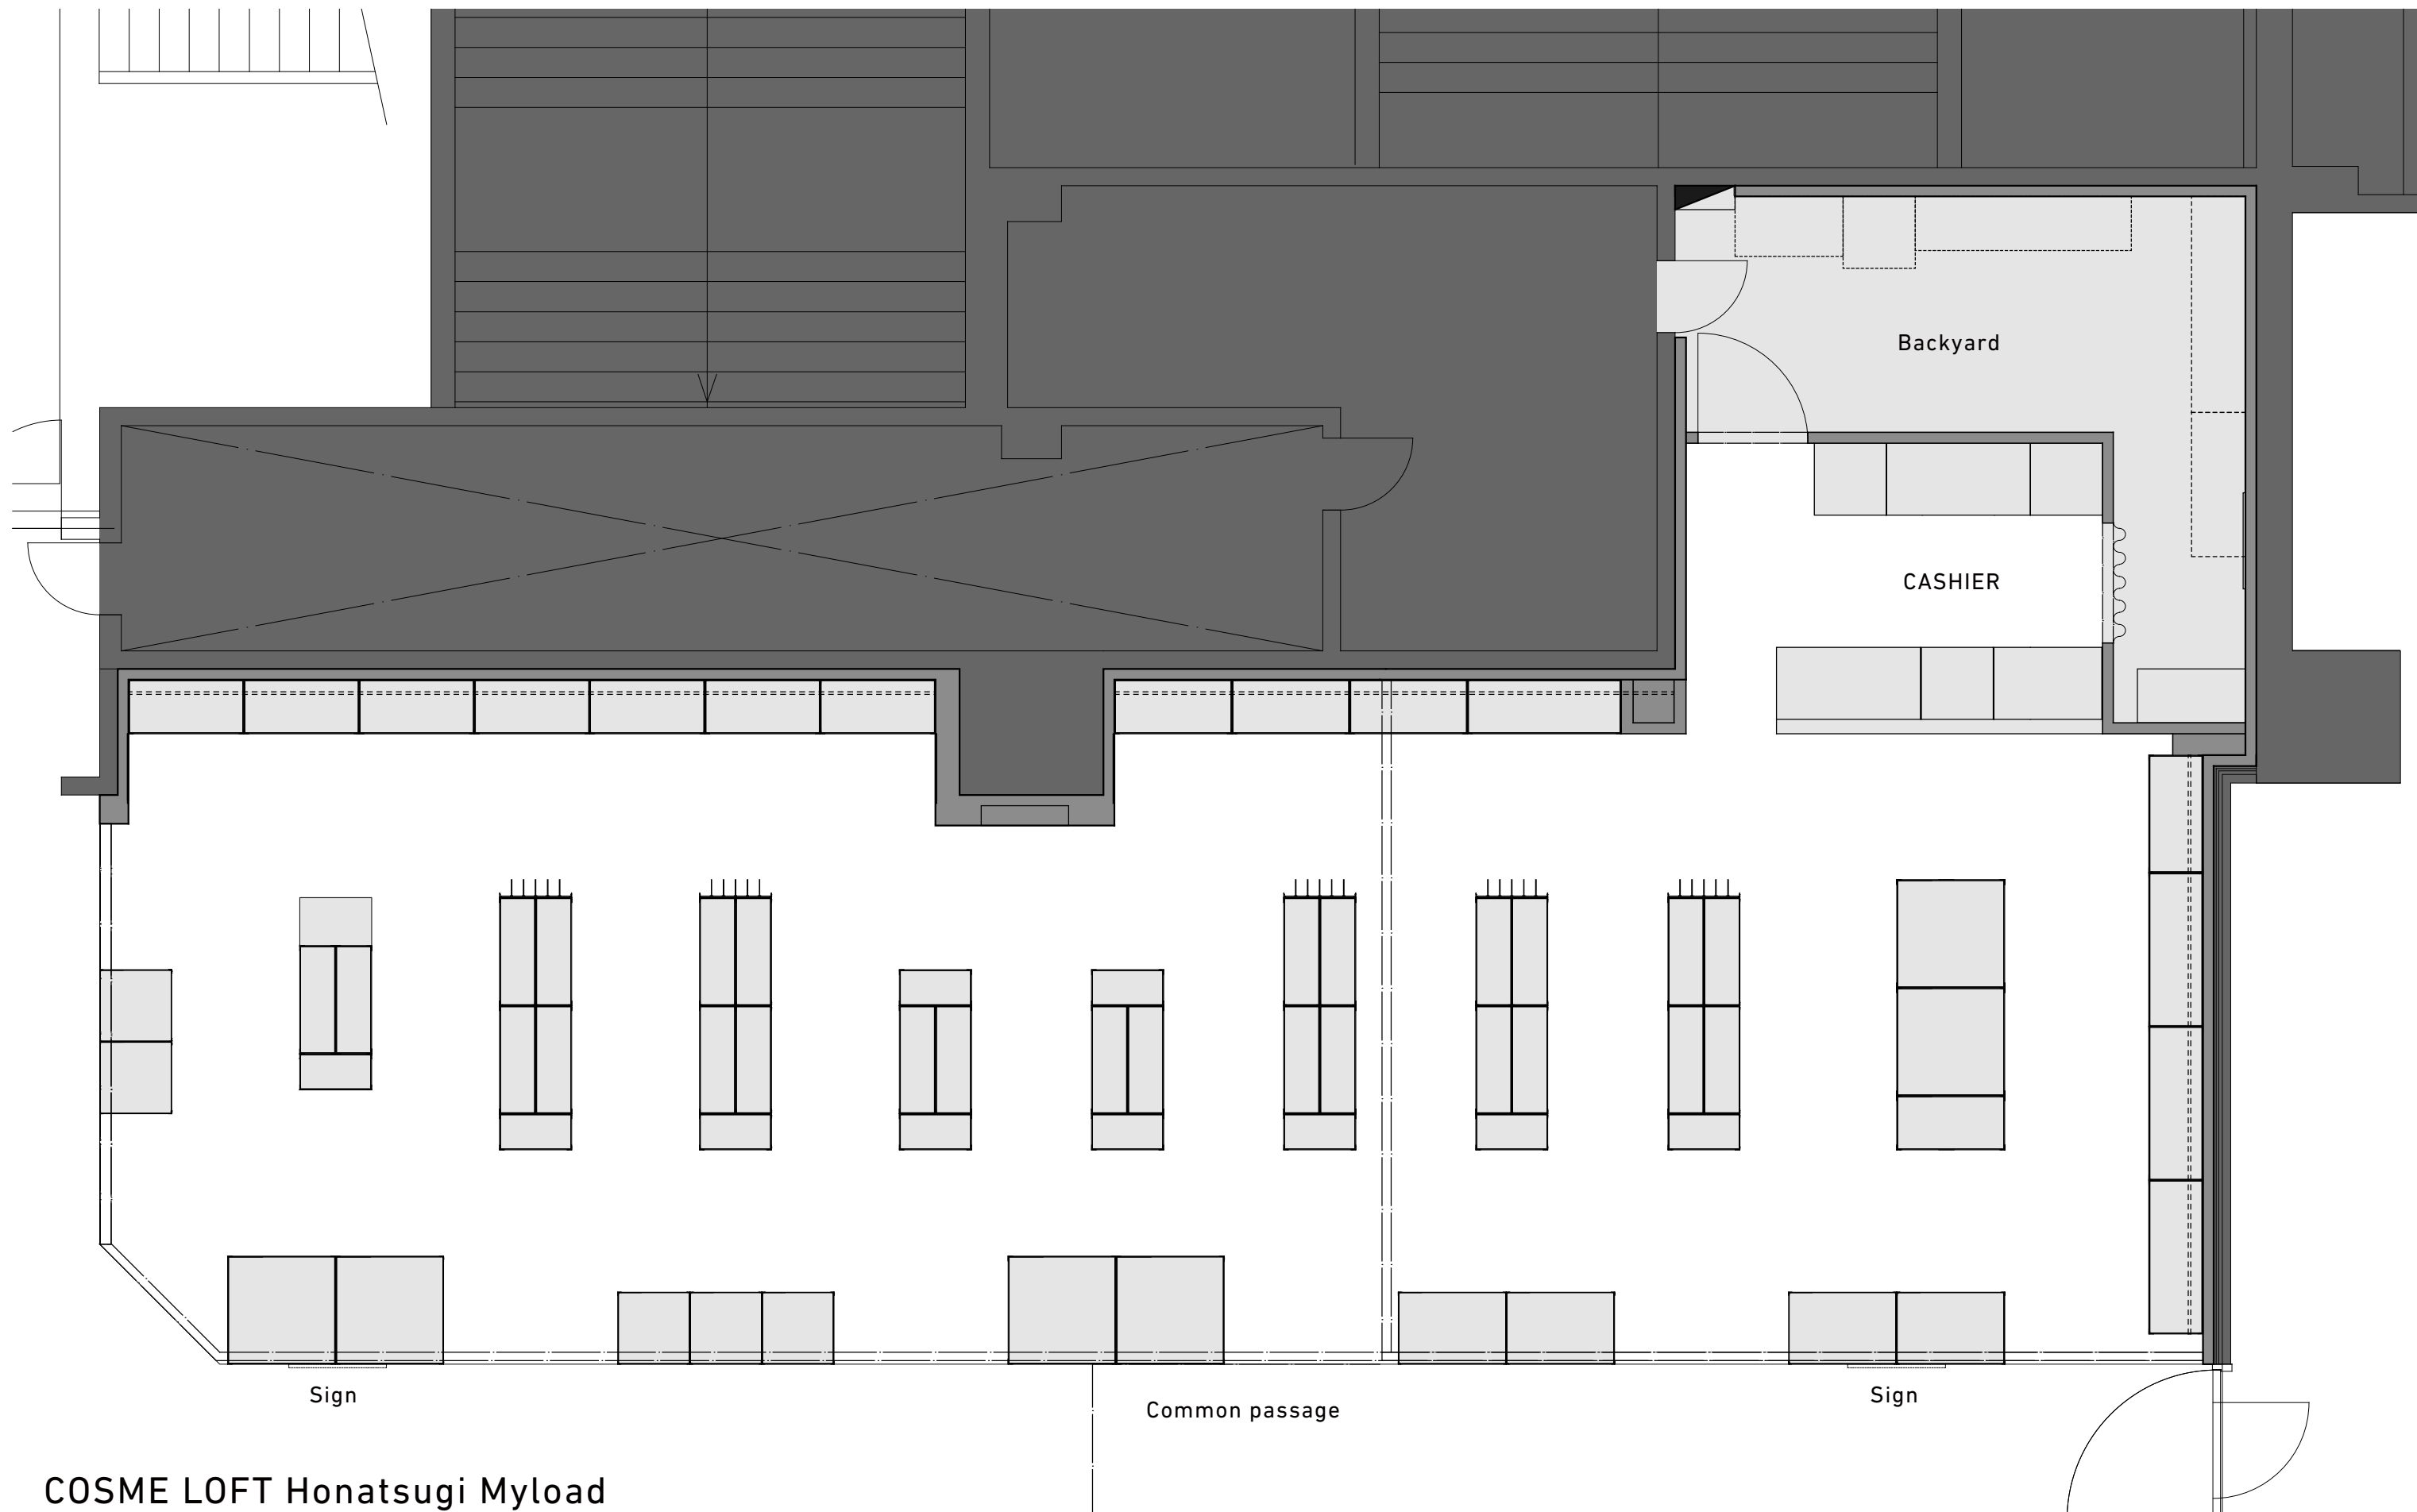 Backyard
CASHIER
Sign
Common passage
Sign
COSME LOFT Honatsugi Myload